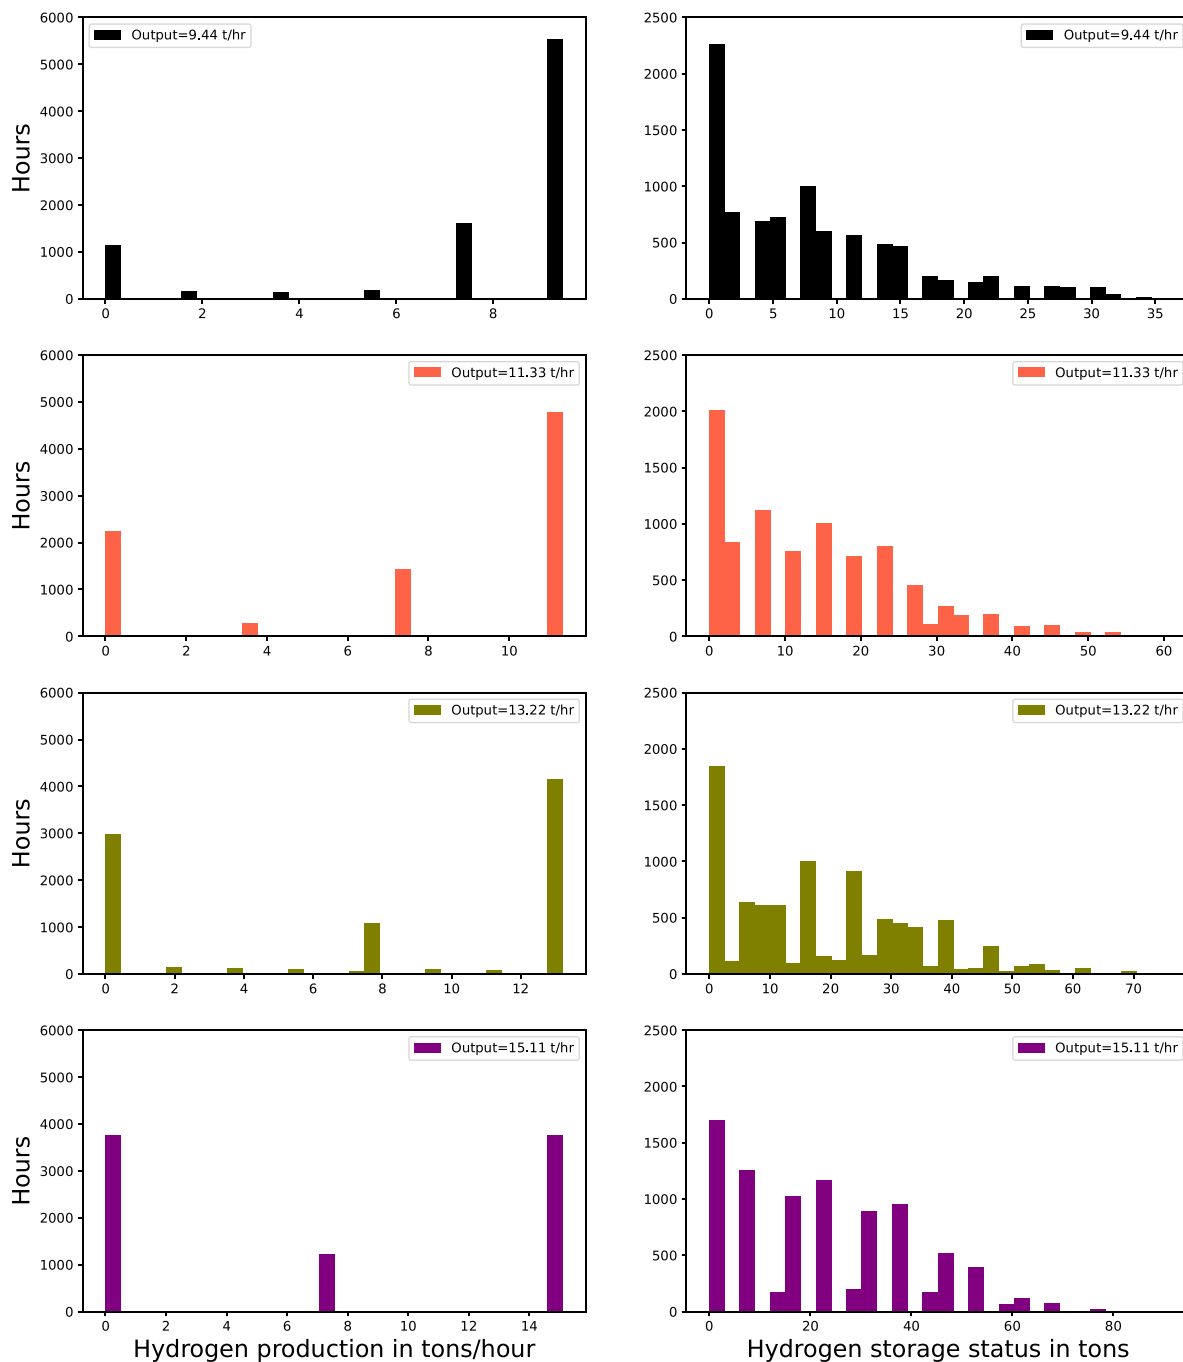 6000
5000
4000
3000
2000
1000
0
Hours
Output=9.44 t/hr
0 2 4 6 8
2500
2000
1500
1000
500
0
Output=9.44 t/hr
0 5 10 15 20 25 30 35
6000
5000
4000
3000
2000
1000
0
Hours
Output=11.33 t/hr
0 2 4 6 8 10
2500
2000
1500
1000
500
0
Output=11.33 t/hr
0 10 20 30 40 50 60
6000
5000
4000
3000
2000
1000
0
Hours
Output=13.22 t/hr
0 2 4 6 8 10 12
2500
2000
1500
1000
500
0
Output=13.22 t/hr
0 10 20 30 40 50 60 70
6000
5000
4000
3000
2000
1000
0
Hours
Output=15.11 t/hr
0 2 4 6 8 10 12 14
Hydrogen production in tons/hour
2500
2000
1500
1000
500
0
Output=15.11 t/hr
0 20 40 60 80
Hydrogen storage status in tons